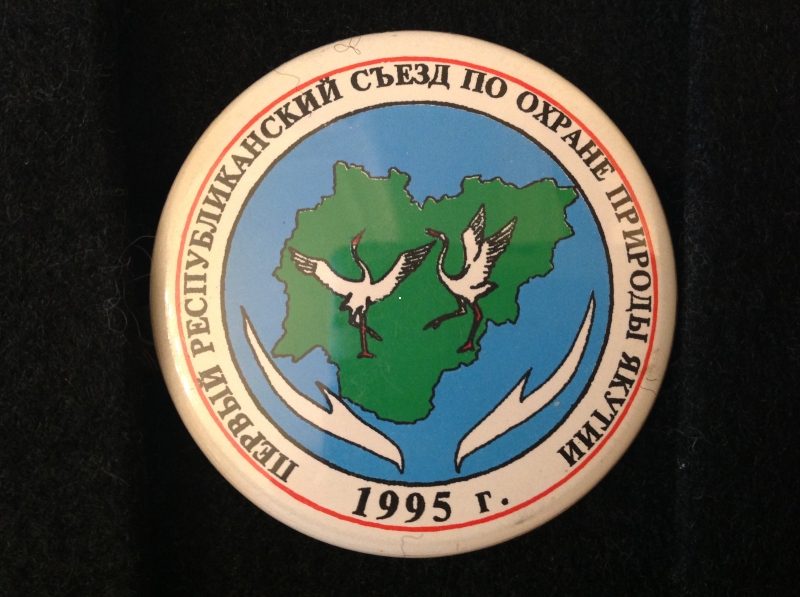 ПЕРВЫЙ РЕСПУБЛИКАНСКИЙ СЪЕЗД ПО ОХРАНЕ ПРИРОДЫ ЯКУТИИ
1995 г.